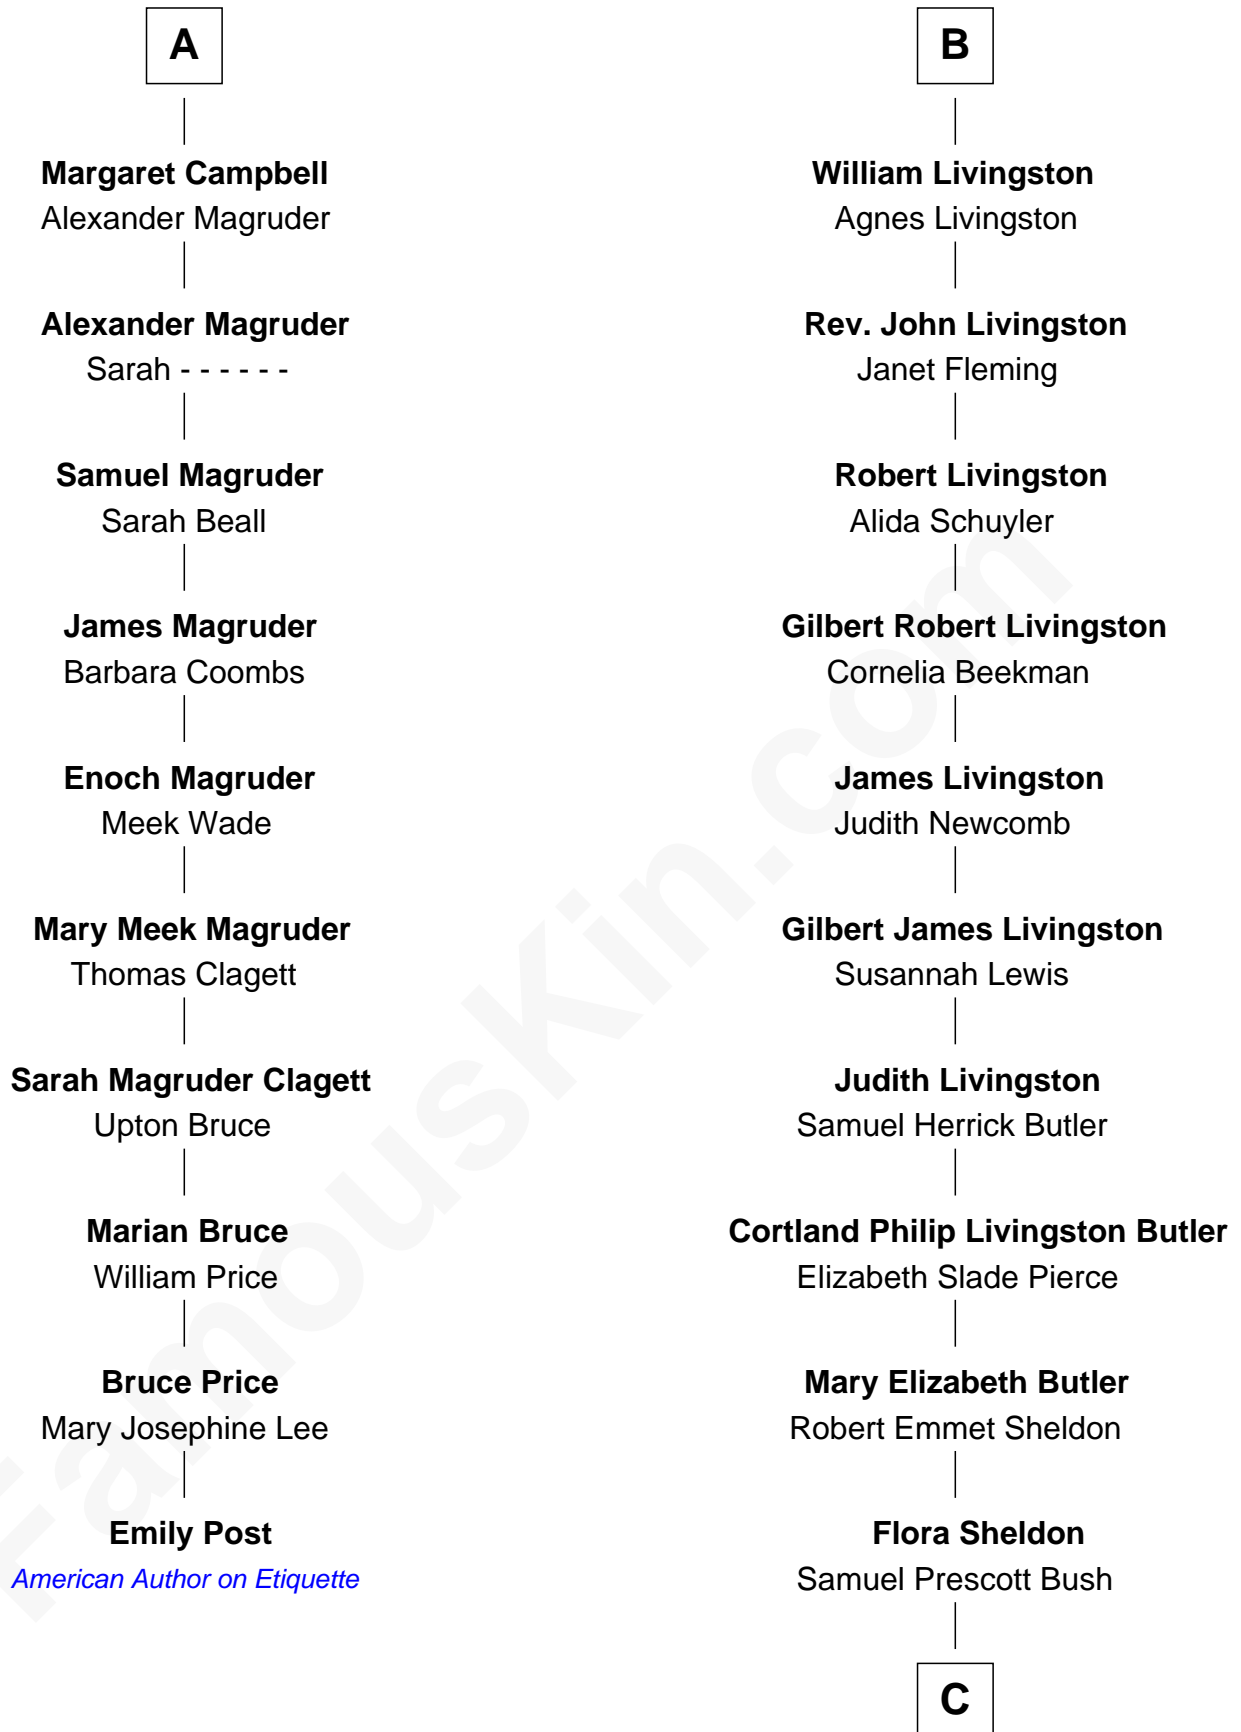 A
Margaret Campbell
Alexander Magruder
Alexander Magruder
Sarah - - - - - -
Samuel Magruder
Sarah Beall
James Magruder
Barbara Coombs
Enoch Magruder
Meek Wade
Mary Meek Magruder
Thomas Clagett
Sarah Magruder Clagett
Upton Bruce
Marian Bruce
William Price
Bruce Price
Mary Josephine Lee
Emily Post
American Author on Etiquette
B
William Livingston
Agnes Livingston
Rev. John Livingston
Janet Fleming
Robert Livingston
Alida Schuyler
Gilbert Robert Livingston
Cornelia Beekman
James Livingston
Judith Newcomb
Gilbert James Livingston
Susannah Lewis
Judith Livingston
Samuel Herrick Butler
Cortland Philip Livingston Butler
Elizabeth Slade Pierce
Mary Elizabeth Butler
Robert Emmet Sheldon
Flora Sheldon
Samuel Prescott Bush
C
FamousKin.com